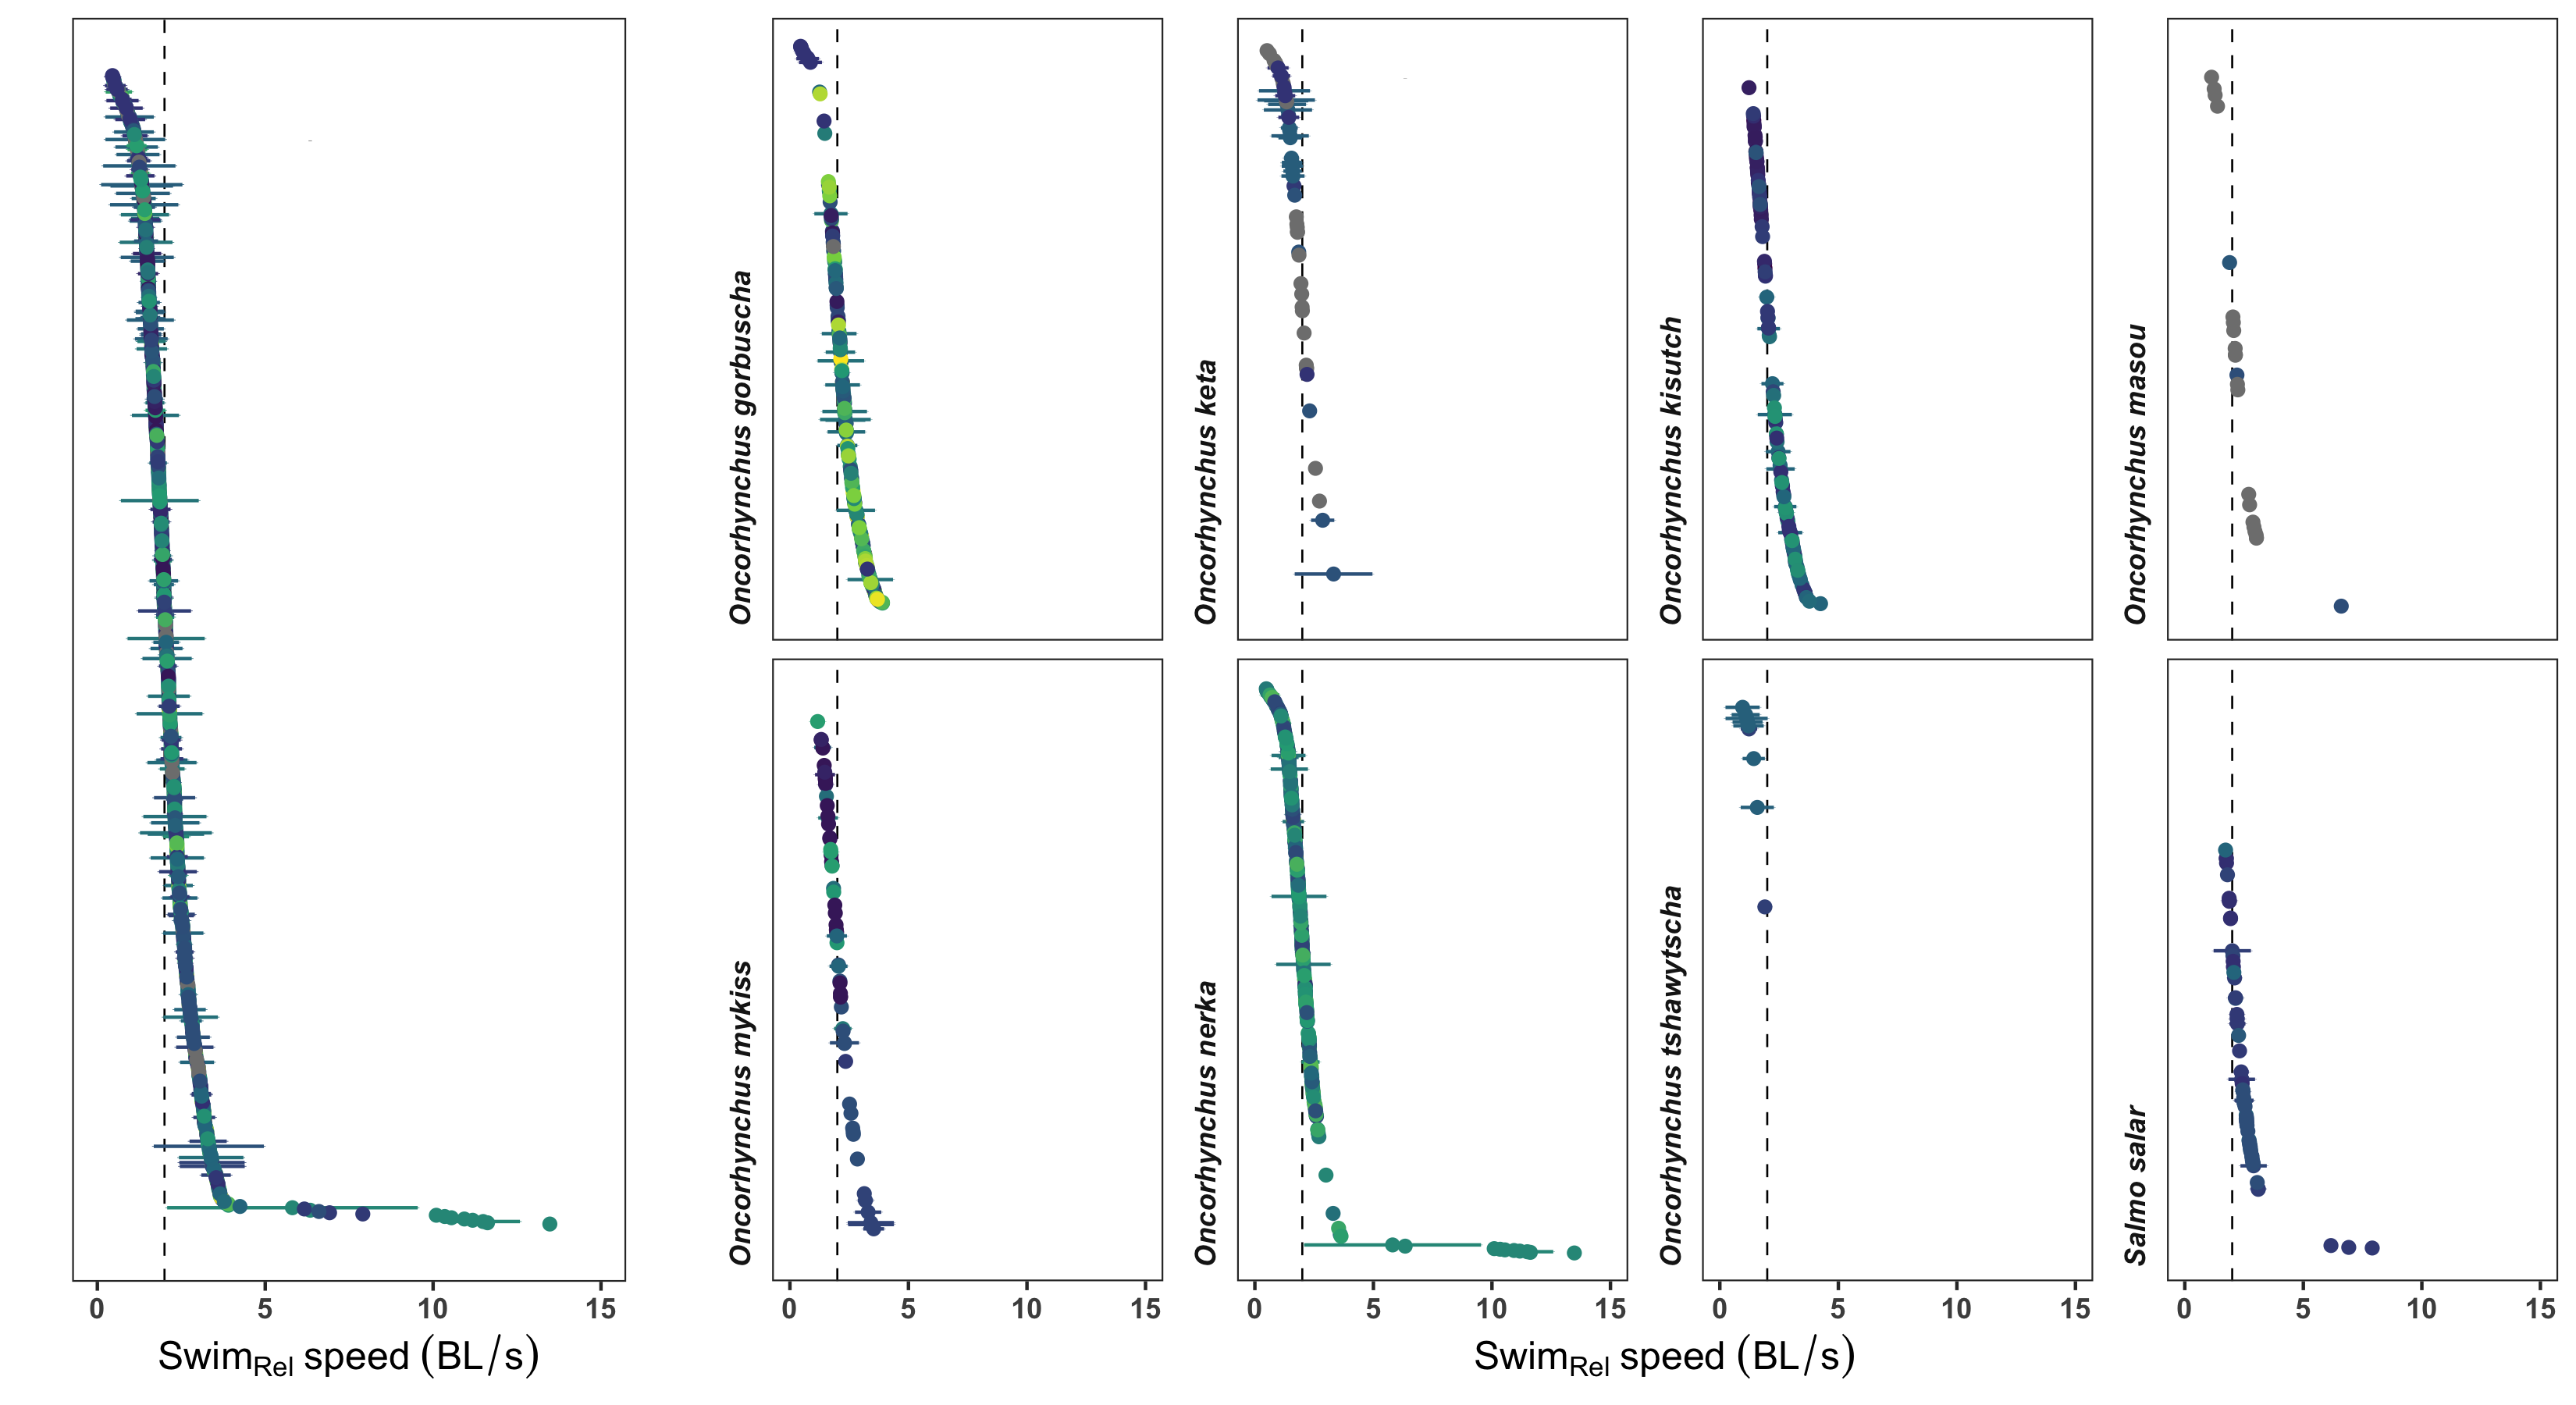 Oncorhynchus gorbuscha
Oncorhynchus keta
Oncorhynchus kisutch
Oncorhynchus masou
Oncorhynchus mykiss
Oncorhynchus nerka
Oncorhynchus tshawytscha
Salmo salar
0 5 10 15
0 5 10 15
0 5 10 15
0 5 10 15
0 5 10 15
SwimRel speed (BL/s)
SwimRel speed (BL/s)